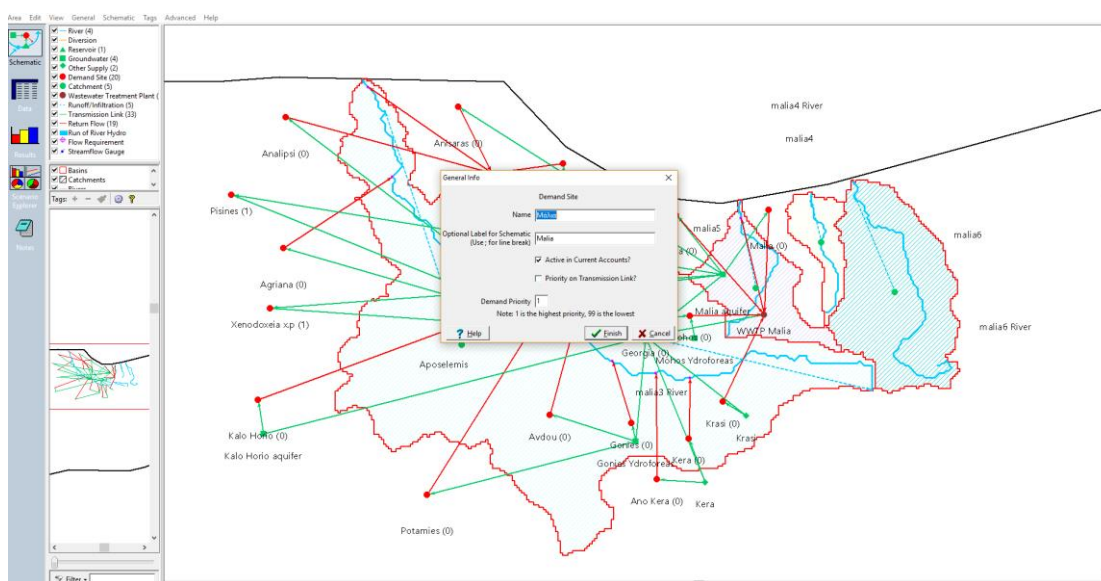 Area Edit View General Schematic Tags Advanced Help
Schematic
Data
Results
Scenario
Explorer
Notes
River (4)
Diversion
Reservoir (1)
Groundwater (4)
Other Supply (2)
Demand Site (20)
Catchment (5)
Wastewater Treatment Plant (
Runoff/Infiltration (5)
Transmission Link (33)
Return Flow (19)
Run of River Hydro
Flow Requirement
Streamflow Gauge
Basins
Catchments
Tags:
Filter
malia4 River
malia4
Analipsi (0)
Anisaras (0)
Pisines (1)
malia5
malia6
Malia (0)
Agriana (0)
Malia aquifer
Xenodoxeia x.p (1)
WWTP Malia
malia6 River
Georgia (0)
Mohos Ydroforeas
Aposelemis
malia3 River
Krasi (0)
Krasi
Kalo Horio (0)
Avdou (0)
Gonies (0)
Kalo Horio aquifer
Gonies Ydroforeas
Kera (0)
Ano Kera (0)
Kera
Potamies (0)
General Info
Demand Site
Name Malia
Optional Label for Schematic
(Use ; for line break) Malia
Active in Current Accounts?
Priority on Transmission Link?
Demand Priority 1
Note: 1 is the highest priority, 99 is the lowest
? Help
Finish
Cancel